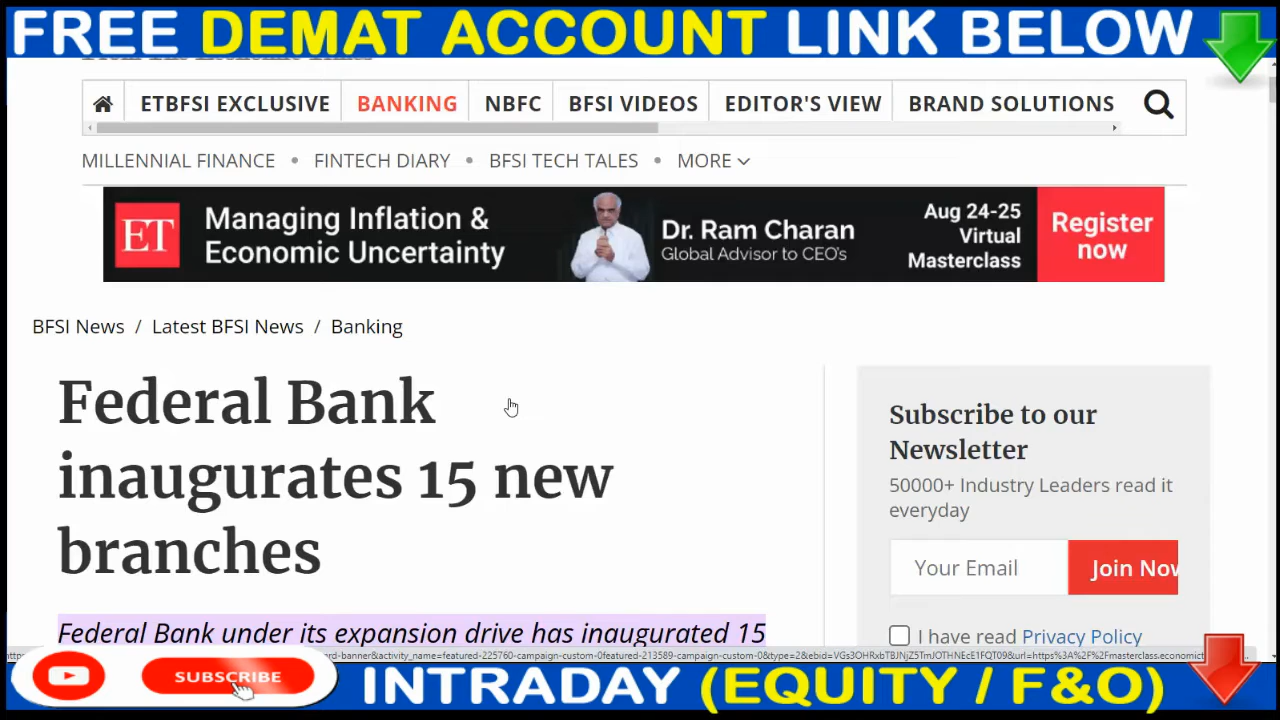 FREE DEMAT ACCOUNT LINK BELOW
ETBFSI EXCLUSIVE BANKING NBFC BFSI VIDEOS EDITOR'S VIEW BRAND SOLUTIONS
MILLENNIAL FINANCE • FINTECH DIARY • BFSI TECH TALES • MORE
ET
Managing Inflation &
Economic Uncertainty
Dr. Ram Charan
Global Advisor to CEO's
Aug 24-25
Virtual
Masterclass
Register
now
BFSI News / Latest BFSI News / Banking
Federal Bank
inaugurates 15 new
branches
Federal Bank under its expansion drive has inaugurated 15
Subscribe to our
Newsletter
50000+ Industry Leaders read it
everyday
Your Email
Join Now
I have read Privacy Policy
SUBSCRIBE
INTRADAY (EQUITY / F&O)